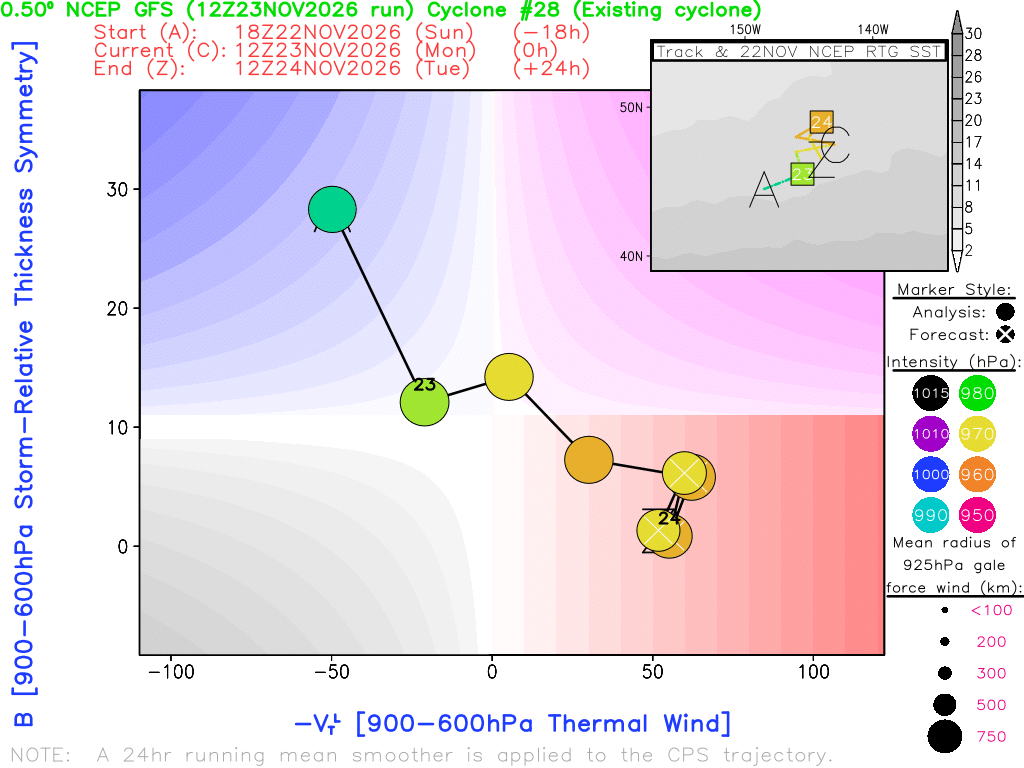 0.50° NCEP GFS (12Z23NOV2026 run) Cyclone #28 (Existing cyclone)
Start (A): 18Z22NOV2026 (Sun) (−18h)
Current (C): 12Z23NOV2026 (Mon) (0h)
End (Z): 12Z24NOV2026 (Tue) (+24h)
150W 140W
Track & 22NOV NCEP RTG SST
50N
40N
24
C
Z
23
A
30
28
26
23
20
17
14
11
8
5
2
B [900−600hPa Storm−Relative Thickness Symmetry]
30
20
10
0
23
24
−100 −50 0 50 100
−V_T^L [900−600hPa Thermal Wind]
Marker Style:
Analysis:
Forecast:
Intensity (hPa):
1015 980
1010 970
1000 960
990 950
Mean radius of
925hPa gale
force wind (km):
<100
200
300
500
750
NOTE: A 24hr running mean smoother is applied to the CPS trajectory.